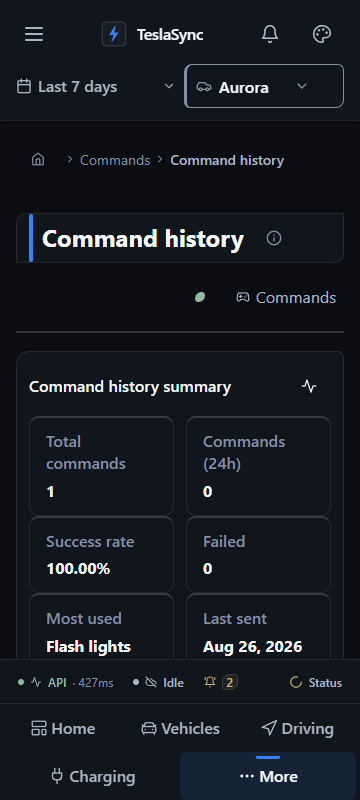 TeslaSync
Last 7 days
Aurora
Commands
Command history
Command history
Commands
Command history summary
Total commands
1
Commands (24h)
0
Success rate
100.00%
Failed
0
Most used
Flash lights
Last sent
Aug 26, 2026
API · 427ms
Idle
2
Status
Home
Vehicles
Driving
Charging
More